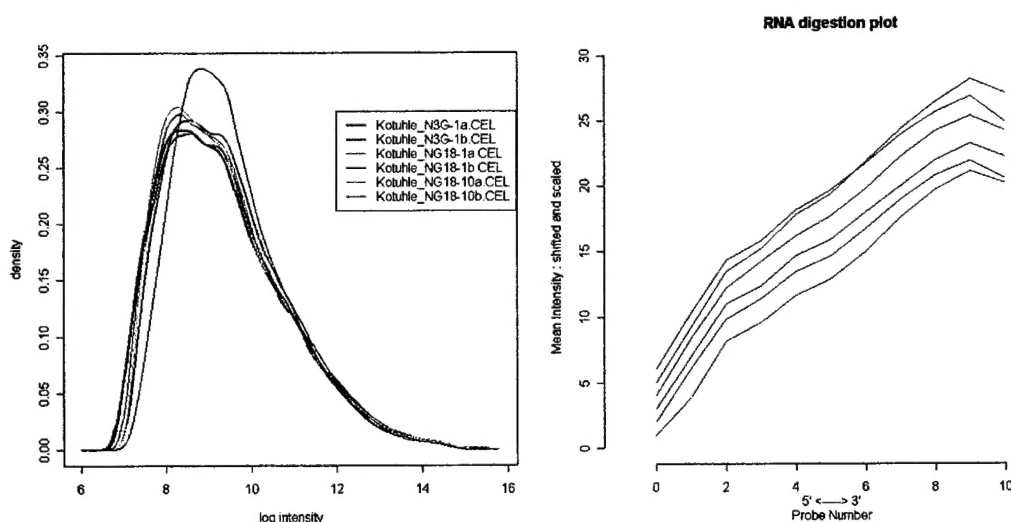 0.35
0.30
0.25
0.20
0.15
0.10
0.05
0.00
density
6 8 10 12 14 16
log intensity
Kotuhle_N3G-1a.CEL
Kotuhle_N3G-1b.CEL
Kotuhle_NG18-1a CEL
Kotuhle_NG18-1b CEL
Kotuhle_NG18-10a.CEL
Kotuhle_NG18-10b.CEL
RNA digestion plot
30
25
20
15
10
5
0
Mean Intensity : shifted and scaled
0 2 4 6 8 10
5' <-----> 3'
Probe Number